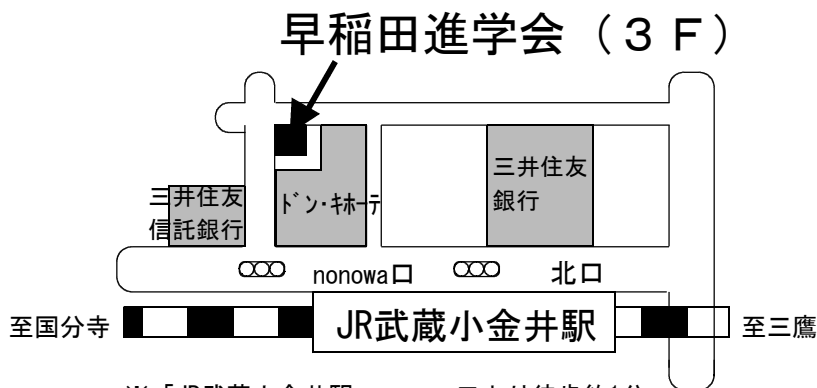 早稲田進学会（３Ｆ）
三井住友
信託銀行
ﾄﾞﾝ･ｷﾎｰﾃ
三井住友
銀行
nonowa口
北口
至国分寺
JR武蔵小金井駅
至三鷹